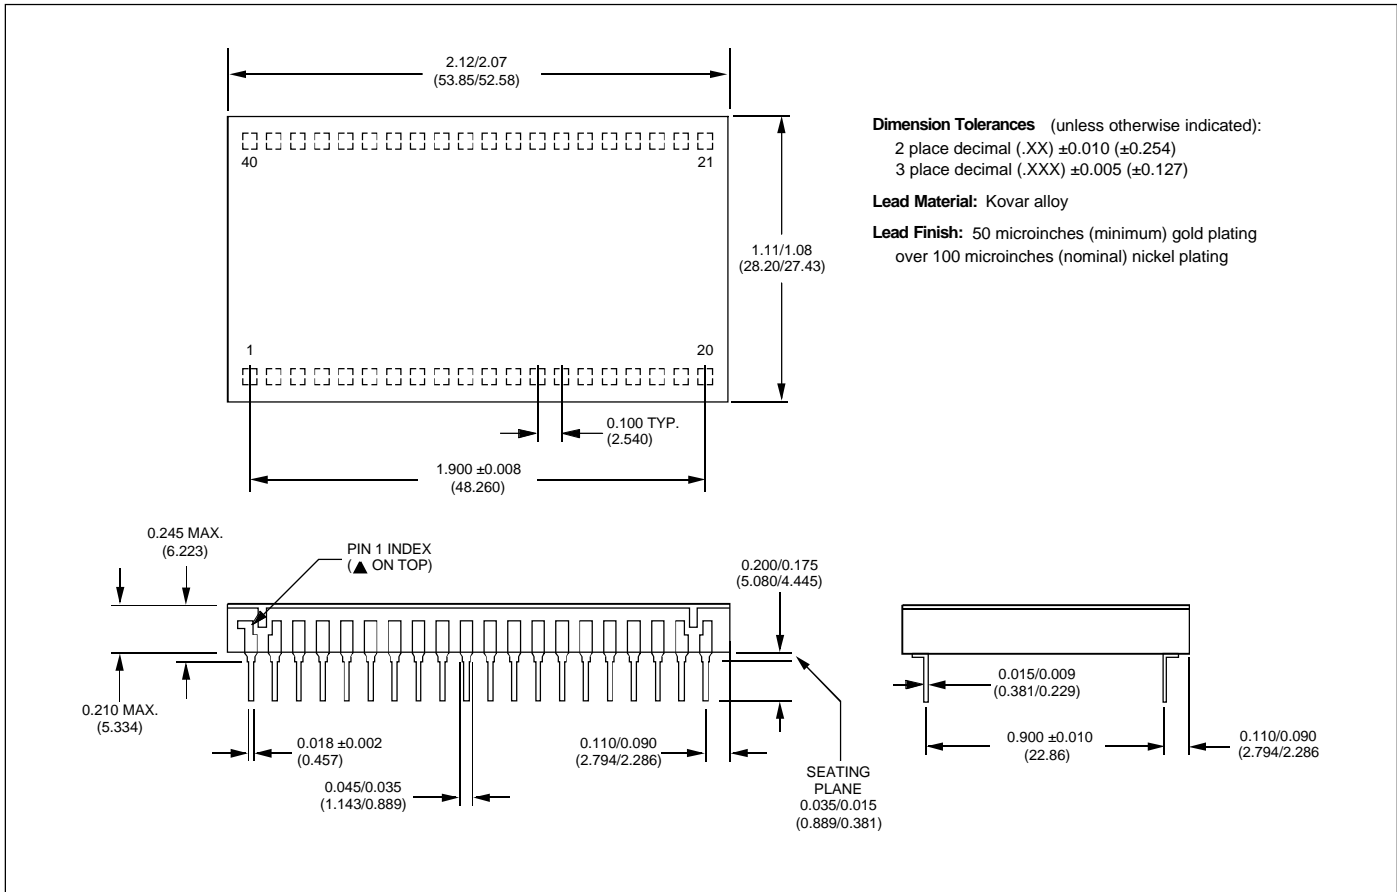 2.12/2.07
(53.85/52.58)
40
21
1.11/1.08
(28.20/27.43)
1
20
0.100 TYP.
(2.540)
1.900 ±0.008
(48.260)
Dimension Tolerances (unless otherwise indicated):
2 place decimal (.XX) ±0.010 (±0.254)
3 place decimal (.XXX) ±0.005 (±0.127)
Lead Material: Kovar alloy
Lead Finish: 50 microinches (minimum) gold plating
over 100 microinches (nominal) nickel plating
0.245 MAX.
(6.223)
PIN 1 INDEX
(▲ ON TOP)
0.200/0.175
(5.080/4.445)
0.210 MAX.
(5.334)
0.018 ±0.002
(0.457)
0.045/0.035
(1.143/0.889)
0.110/0.090
(2.794/2.286)
SEATING
PLANE
0.035/0.015
(0.889/0.381)
0.015/0.009
(0.381/0.229)
0.900 ±0.010
(22.86)
0.110/0.090
(2.794/2.286